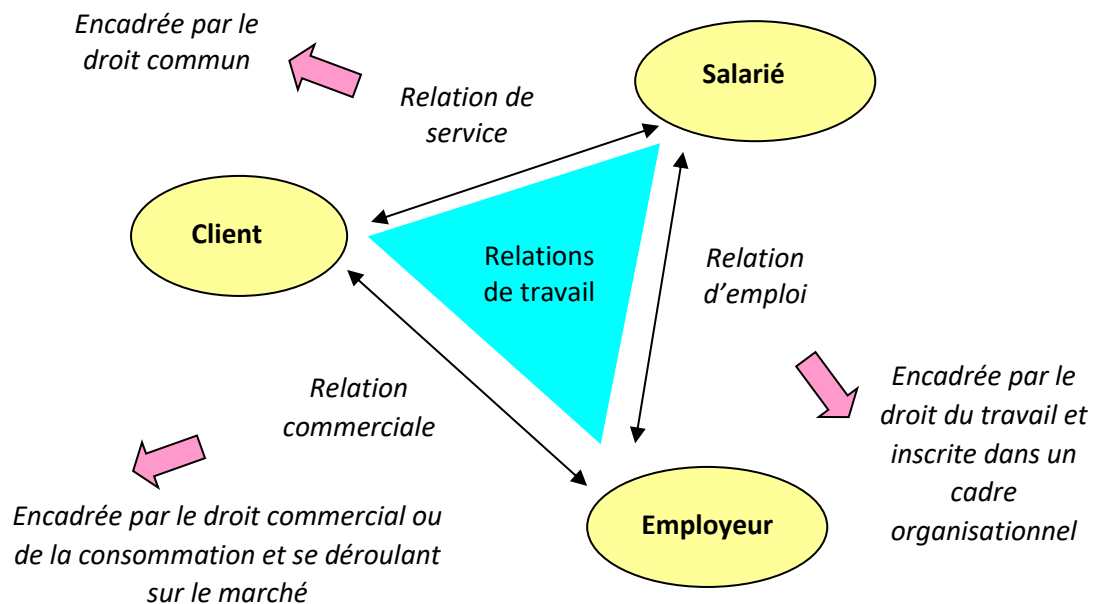 Encadrée par le
droit commun
Salarié
Relation de
service
Client
Relations
de travail
Relation
d’emploi
Relation
commerciale
Encadrée par le
droit du travail et
inscrite dans un
cadre
organisationnel
Employeur
Encadrée par le droit commercial ou
de la consommation et se déroulant
sur le marché